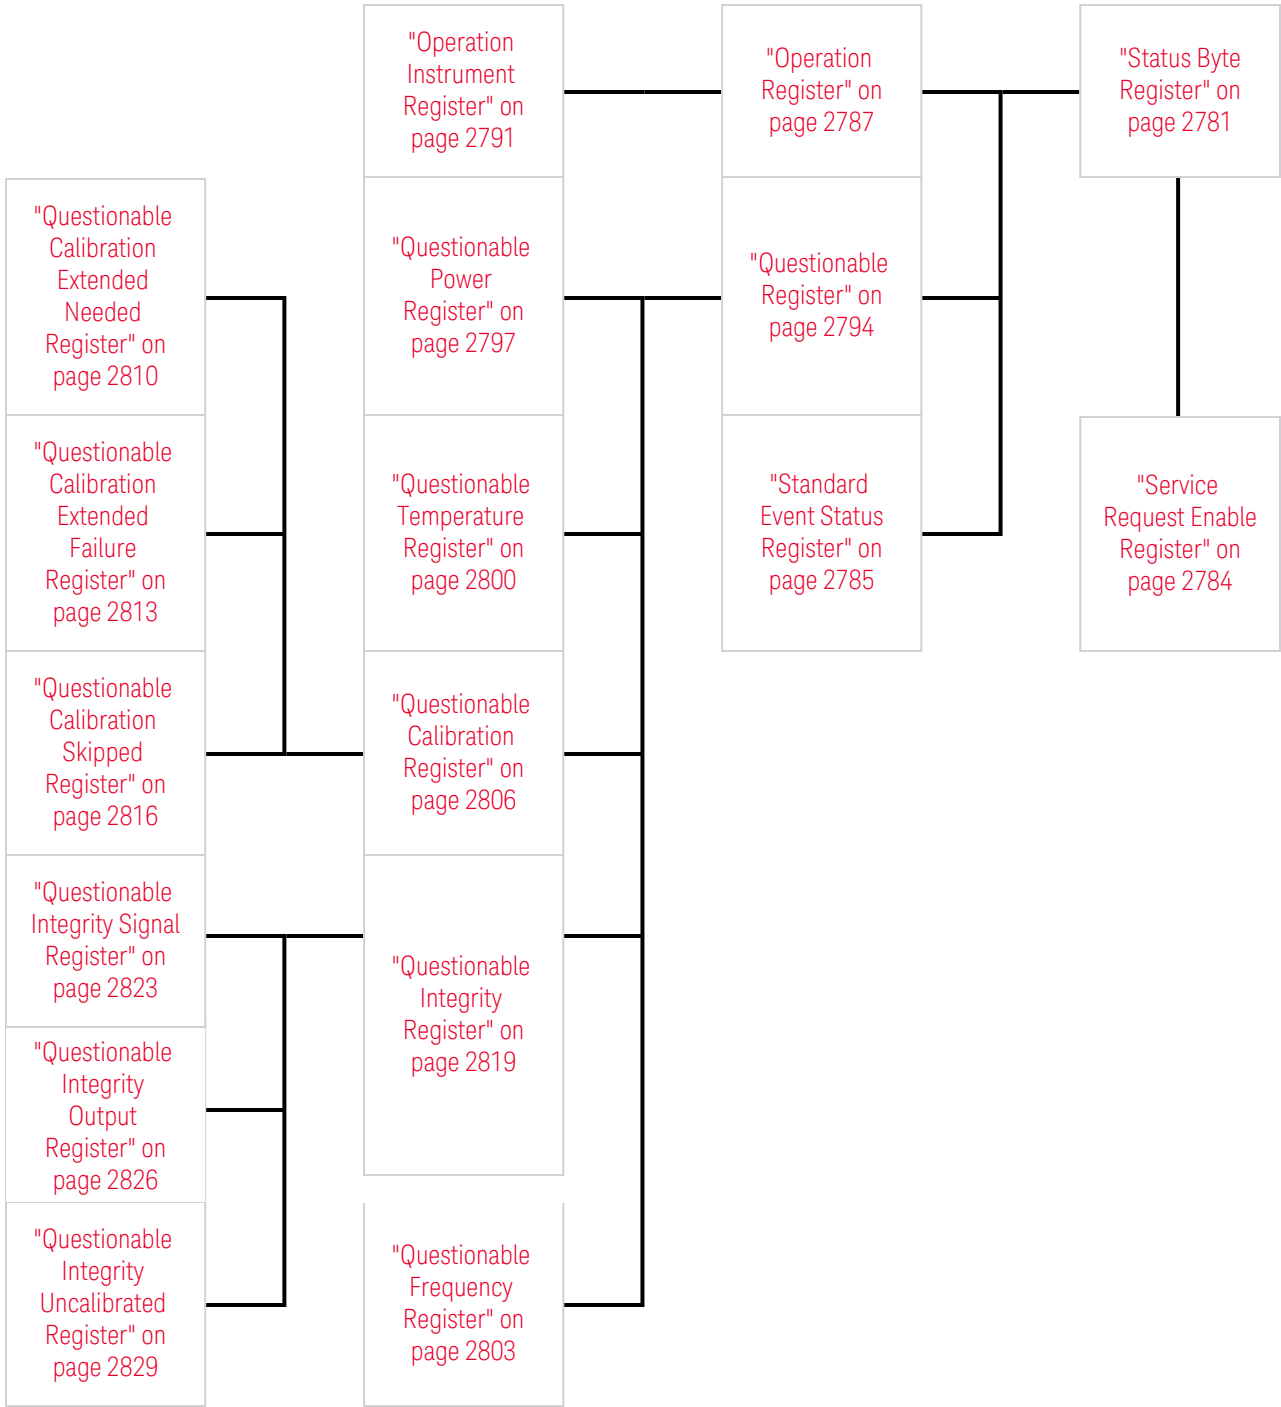 "Operation
Instrument
Register" on
page 2791
"Operation
Register" on
page 2787
"Status Byte
Register" on
page 2781
"Questionable
Calibration
Extended
Needed
Register" on
page 2810
"Questionable
Power
Register" on
page 2797
"Questionable
Register" on
page 2794
"Questionable
Calibration
Extended
Failure
Register" on
page 2813
"Questionable
Temperature
Register" on
page 2800
"Standard
Event Status
Register" on
page 2785
"Service
Request Enable
Register" on
page 2784
"Questionable
Calibration
Skipped
Register" on
page 2816
"Questionable
Calibration
Register" on
page 2806
"Questionable
Integrity Signal
Register" on
page 2823
"Questionable
Integrity
Register" on
page 2819
"Questionable
Integrity
Output
Register" on
page 2826
"Questionable
Integrity
Uncalibrated
Register" on
page 2829
"Questionable
Frequency
Register" on
page 2803